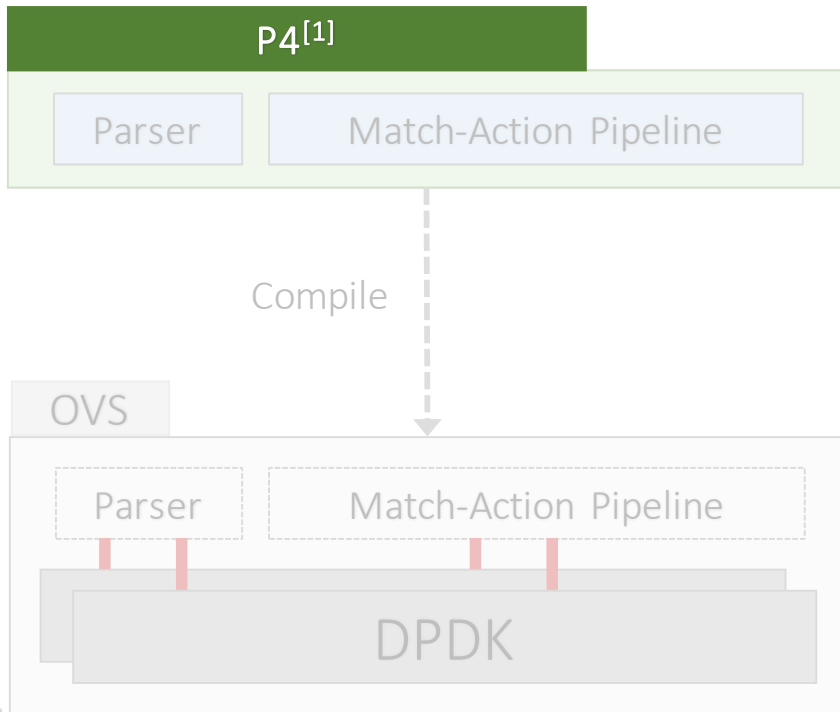 P4[1]
Parser Match-Action Pipeline
Compile
OVS
Parser Match-Action Pipeline
DPDK